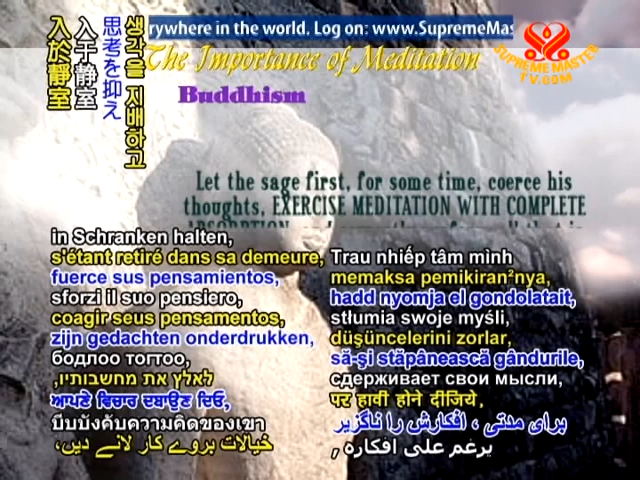 rywhere in the world. Log on: www.SupremeMas
SUPREME MASTER
TV.COM
The Importance of Meditation
Buddhism
생각을 지배하고
思考を抑え
入于静室
入於靜室
Let the sage first, for some time, coerce his
thoughts, EXERCISE MEDITATION WITH COMPLETE
in Schranken halten,
s'étant retiré dans sa demeure,
fuerce sus pensamientos,
sforzi il suo pensiero,
coagir seus pensamentos,
zijn gedachten onderdrukken,
бодлоо тогтоо,
לאלץ את מחשבותיו,
ਆਪਣੇ ਵਿਚਾਰ ਦਬਾਉਣ ਦਿਓ,
บีบบังคับความคิดของเขา
خیالات بروے کار لانے دیں،
Trau nhiếp tâm mình
memaksa pemikiran²nya,
hadd nyomja el gondolatait,
stłumia swoje myśli,
düşüncelerini zorlar,
să-şi stăpânească gândurile,
сдерживает свои мысли,
पर हावी होने दीजिये,
برای مدتی ، افکارش را ناگزیر
يرغم على افكاره ,